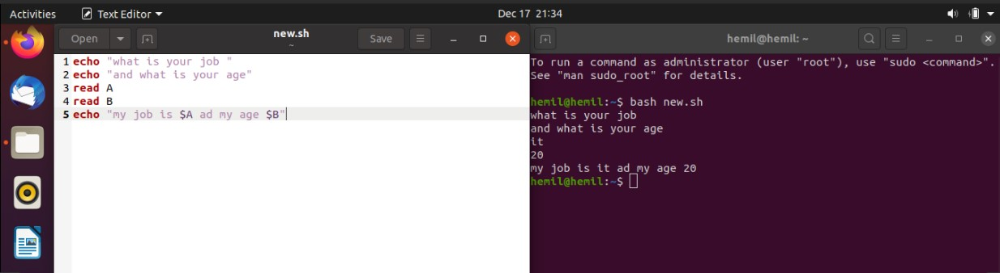 Activities Text Editor Dec 17 21:34
Open new.sh Save
~
1 echo "what is your job "
2 echo "and what is your age"
3 read A
4 read B
5 echo "my job is $A ad my age $B"
hemil@hemil: ~
To run a command as administrator (user "root"), use "sudo <command>".
See "man sudo_root" for details.
hemil@hemil:~$ bash new.sh
what is your job
and what is your age
it
20
my job is it ad my age 20
hemil@hemil:~$